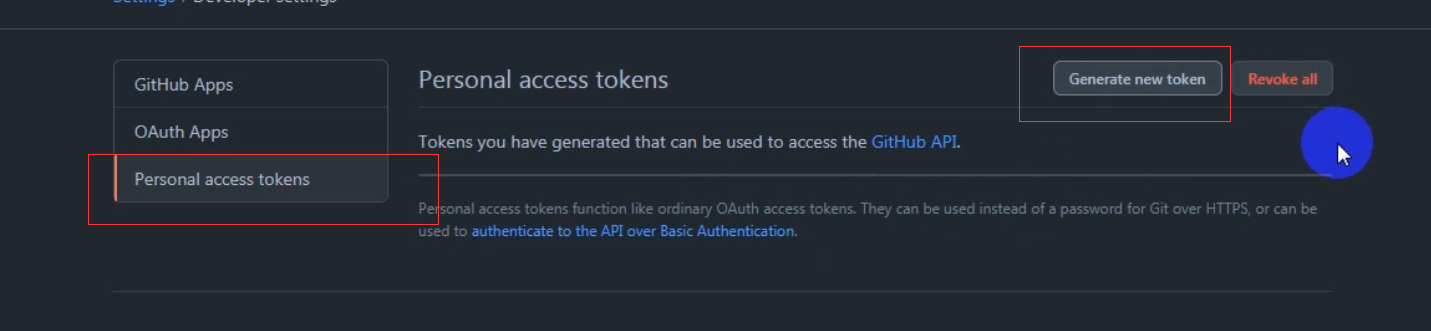 Settings / Developer settings
GitHub Apps
OAuth Apps
Personal access tokens
Personal access tokens
Generate new token
Revoke all
Tokens you have generated that can be used to access the GitHub API.
Personal access tokens function like ordinary OAuth access tokens. They can be used instead of a password for Git over HTTPS, or can be
used to authenticate to the API over Basic Authentication.